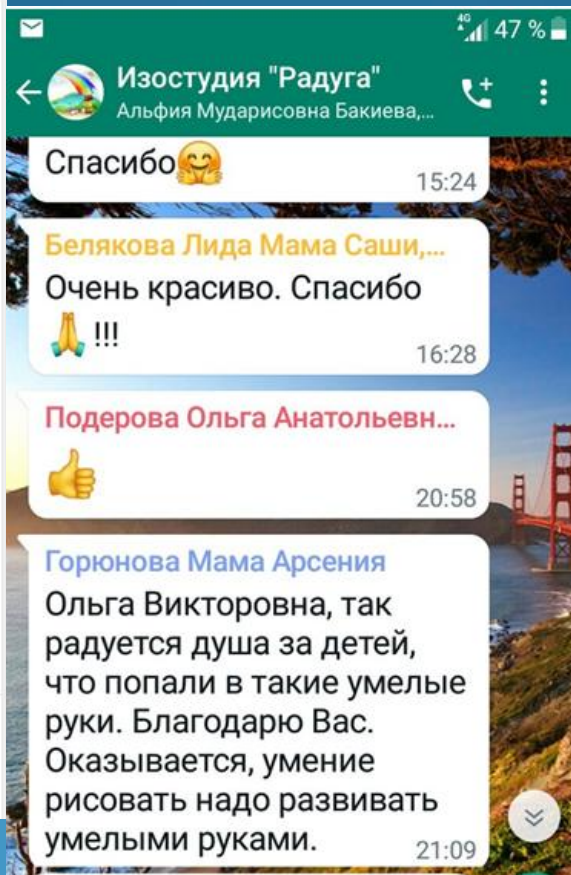 4G 47 %
Изостудия "Радуга"
Альфия Мударисовна Бакиева,...
Спасибо🤗
15:24
Белякова Лида Мама Саши,...
Очень красиво. Спасибо
🙏 !!!
16:28
Подерова Ольга Анатольевн...
👍
20:58
Горюнова Мама Арсения
Ольга Викторовна, так
радуется душа за детей,
что попали в такие умелые
руки. Благодарю Вас.
Оказывается, умение
рисовать надо развивать
умелыми руками.
21:09